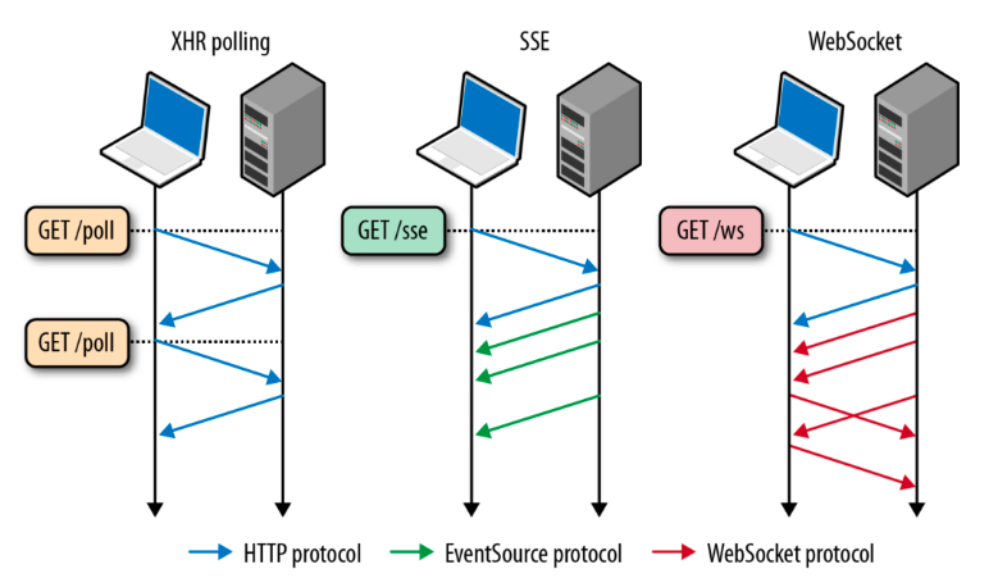 XHR polling
SSE
WebSocket
GET /poll
GET /sse
GET /ws
GET /poll
HTTP protocol
EventSource protocol
WebSocket protocol